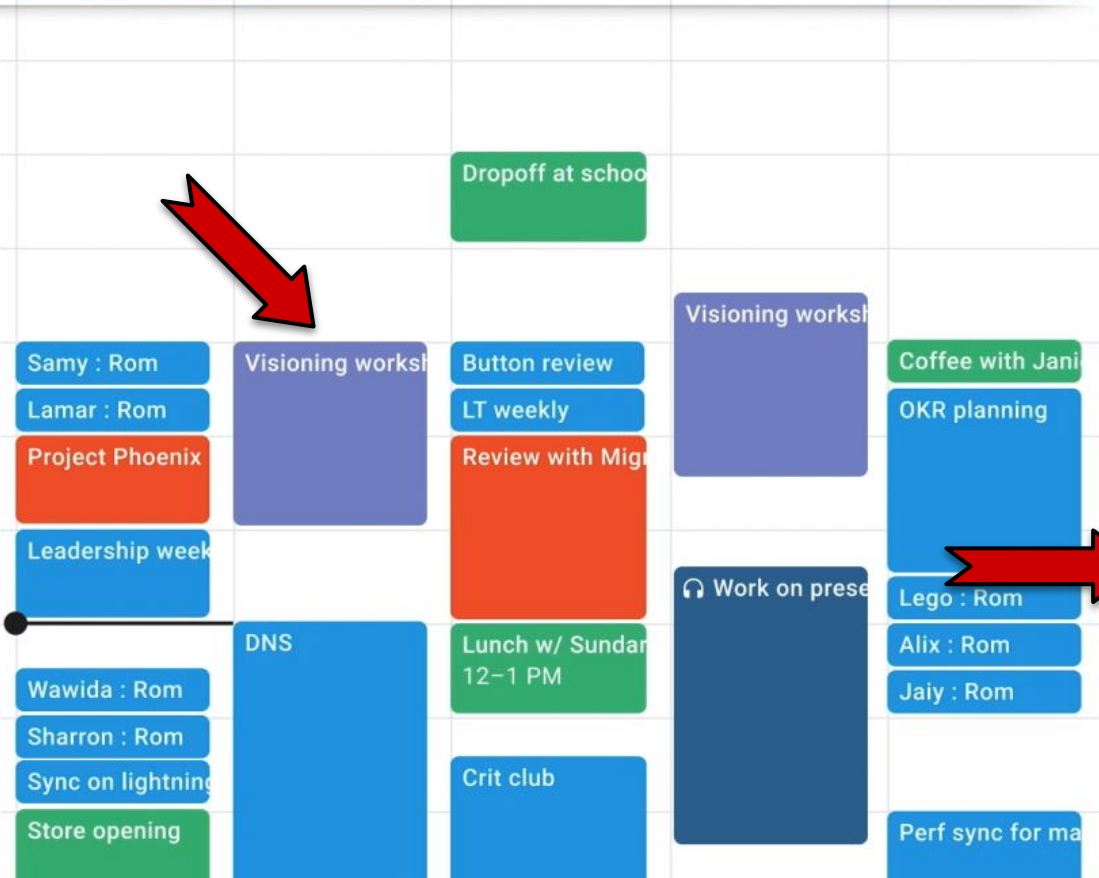 Samy : Rom
Lamar : Rom
Project Phoenix
Leadership week
Wawida : Rom
Sharron : Rom
Sync on lightning
Store opening
Visioning worksh
DNS
Dropoff at schoo
Button review
LT weekly
Review with Migr
Lunch w/ Sundar
12–1 PM
Crit club
Visioning worksh
Work on prese
Coffee with Jani
OKR planning
Lego : Rom
Alix : Rom
Jaiy : Rom
Perf sync for ma